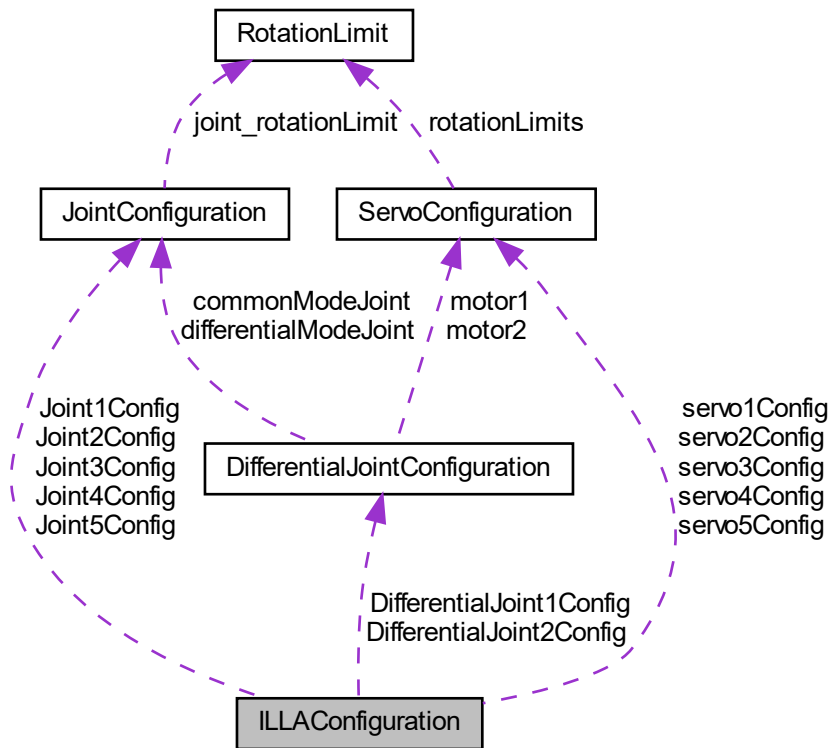 RotationLimit
joint_rotationLimit
rotationLimits
JointConfiguration
ServoConfiguration
commonModeJoint
differentialModeJoint
motor1
motor2
Joint1Config
Joint2Config
Joint3Config
Joint4Config
Joint5Config
DifferentialJointConfiguration
servo1Config
servo2Config
servo3Config
servo4Config
servo5Config
DifferentialJoint1Config
DifferentialJoint2Config
ILLAConfiguration